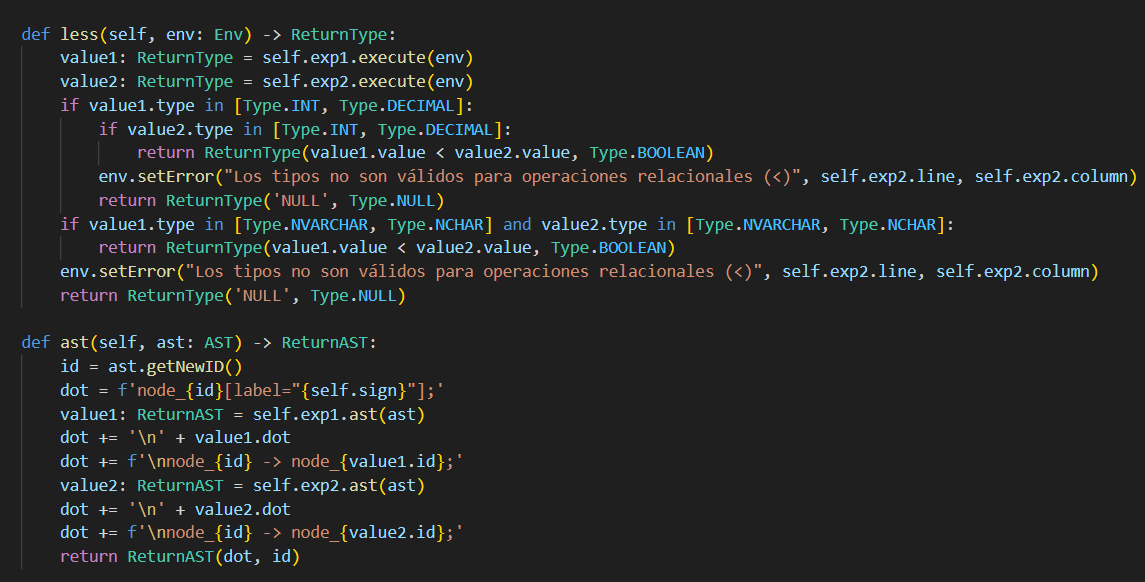 def less(self, env: Env) -> ReturnType:
    value1: ReturnType = self.exp1.execute(env)
    value2: ReturnType = self.exp2.execute(env)
    if value1.type in [Type.INT, Type.DECIMAL]:
        if value2.type in [Type.INT, Type.DECIMAL]:
            return ReturnType(value1.value < value2.value, Type.BOOLEAN)
        env.setError("Los tipos no son válidos para operaciones relacionales (<)", self.exp2.line, self.exp2.column)
        return ReturnType('NULL', Type.NULL)
    if value1.type in [Type.NVARCHAR, Type.NCHAR] and value2.type in [Type.NVARCHAR, Type.NCHAR]:
        return ReturnType(value1.value < value2.value, Type.BOOLEAN)
    env.setError("Los tipos no son válidos para operaciones relacionales (<)", self.exp2.line, self.exp2.column)
    return ReturnType('NULL', Type.NULL)

def ast(self, ast: AST) -> ReturnAST:
    id = ast.getNewID()
    dot = f'node_{id}[label="{self.sign}"];'
    value1: ReturnAST = self.exp1.ast(ast)
    dot += '\n' + value1.dot
    dot += f'\nnode_{id} -> node_{value1.id};'
    value2: ReturnAST = self.exp2.ast(ast)
    dot += '\n' + value2.dot
    dot += f'\nnode_{id} -> node_{value2.id};'
    return ReturnAST(dot, id)